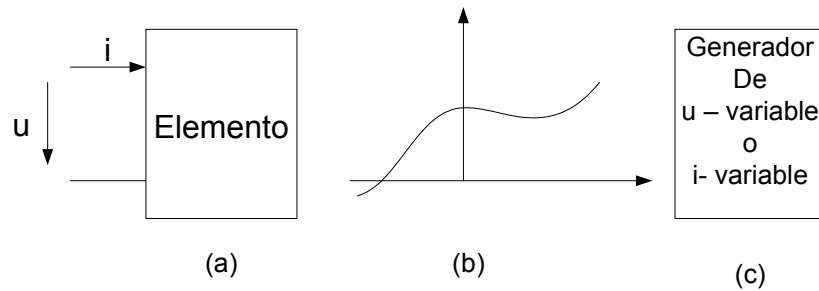 i
u
Elemento
(a)
(b)
Generador
De
u – variable
o
i- variable
(c)